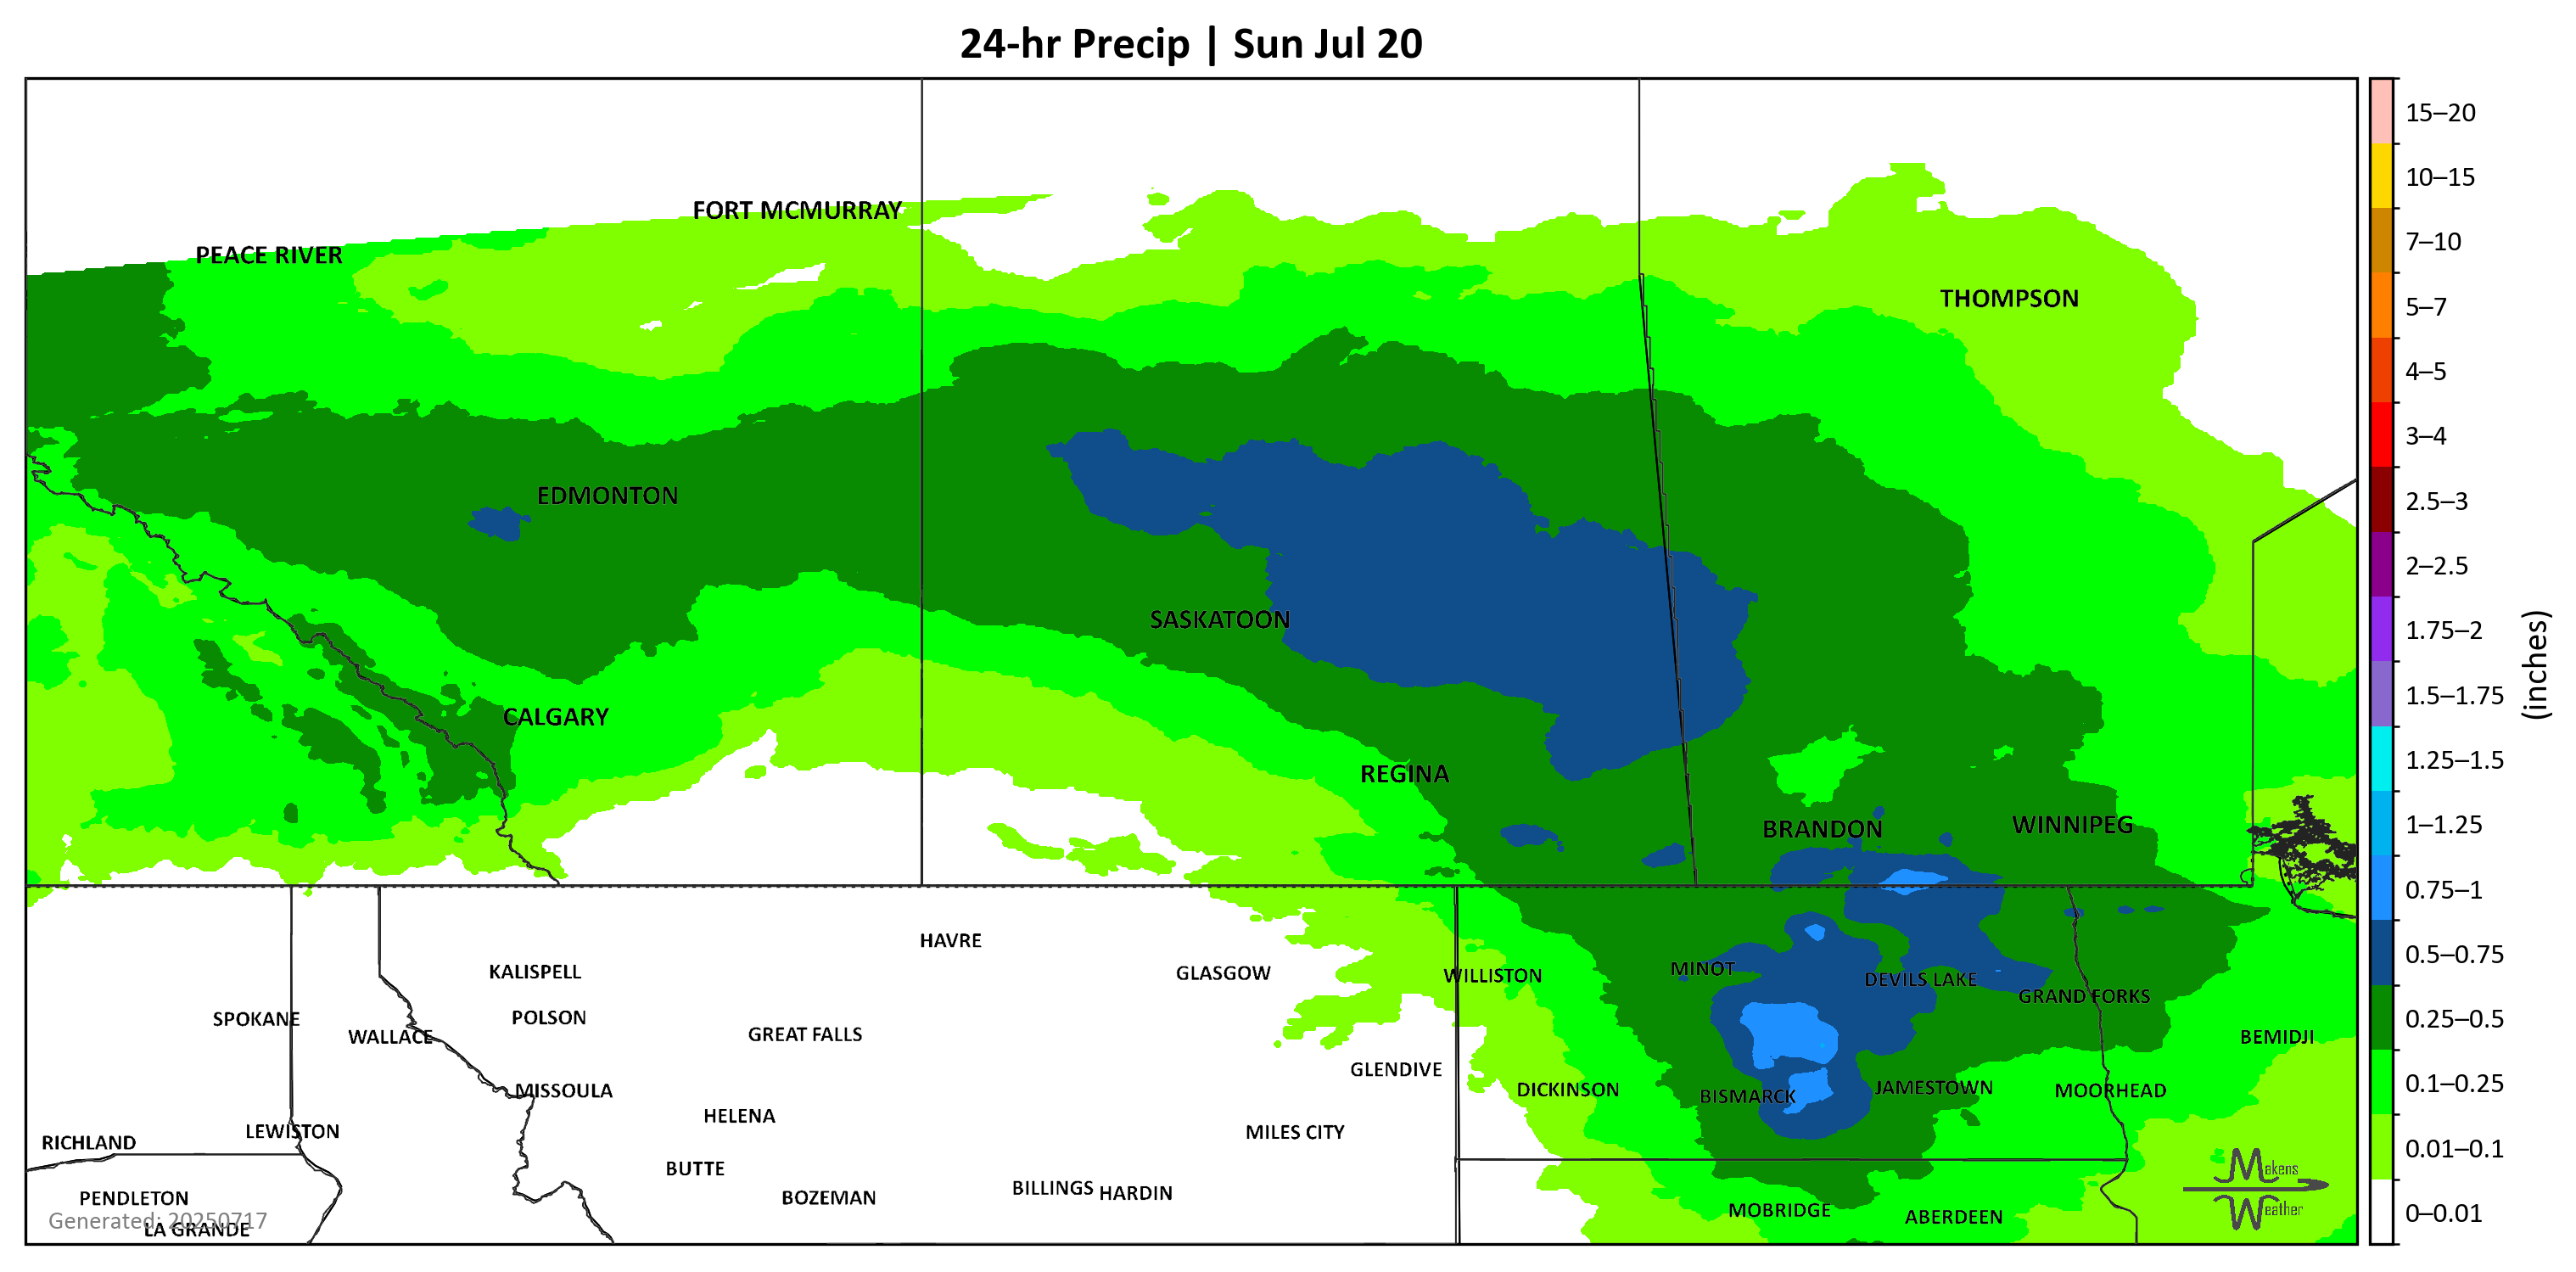 24-hr Precip | Sun Jul 20
FORT MCMURRAY
PEACE RIVER
THOMPSON
EDMONTON
SASKATOON
CALGARY
REGINA
BRANDON
WINNIPEG
HAVRE
KALISPELL
GLASGOW
WILLISTON
MINOT
DEVILS LAKE
GRAND FORKS
SPOKANE
POLSON
WALLACE
GREAT FALLS
BEMIDJI
GLENDIVE
MISSOULA
DICKINSON
BISMARCK
JAMESTOWN
MOORHEAD
HELENA
LEWISTON
MILES CITY
RICHLAND
BUTTE
BILLINGS
HARDIN
PENDLETON
BOZEMAN
MOBRIDGE
ABERDEEN
Generated: 20250717
LA GRANDE
Makens
Weather
15–20
10–15
7–10
5–7
4–5
3–4
2.5–3
2–2.5
1.75–2
1.5–1.75
1.25–1.5
1–1.25
0.75–1
0.5–0.75
0.25–0.5
0.1–0.25
0.01–0.1
0–0.01
(inches)